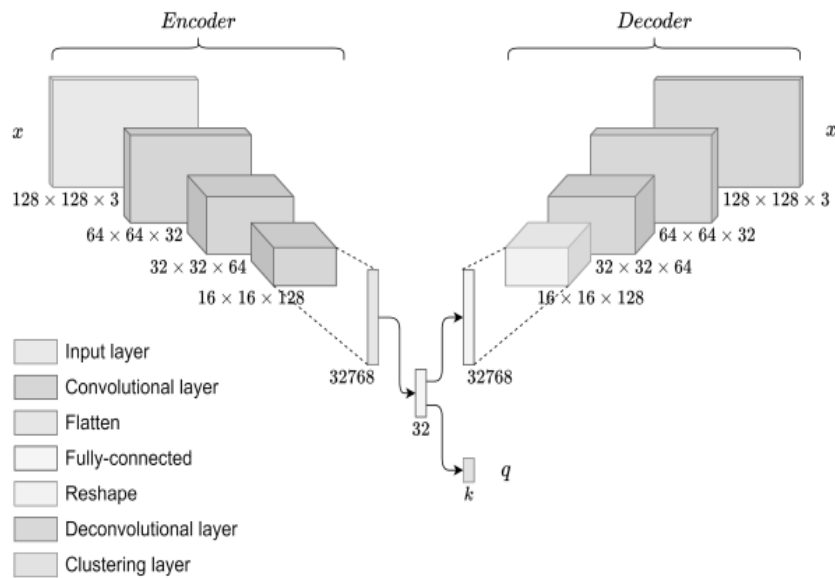 Encoder
Decoder
x
x
128 × 128 × 3
128 × 128 × 3
64 × 64 × 32
64 × 64 × 32
32 × 32 × 64
32 × 32 × 64
16 × 16 × 128
16 × 16 × 128
32768
32768
32
k
q
Input layer
Convolutional layer
Flatten
Fully-connected
Reshape
Deconvolutional layer
Clustering layer